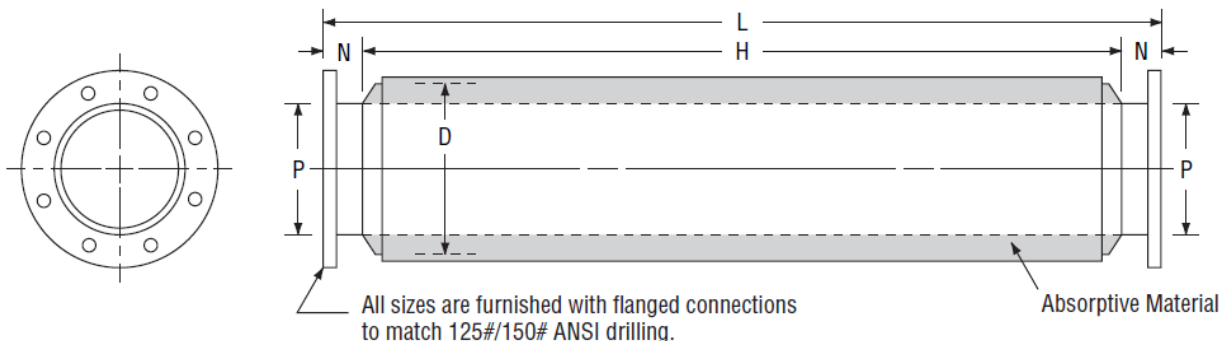 L
N
H
N
D
P
P
All sizes are furnished with flanged connections
to match 125#/150# ANSI drilling.
Absorptive Material